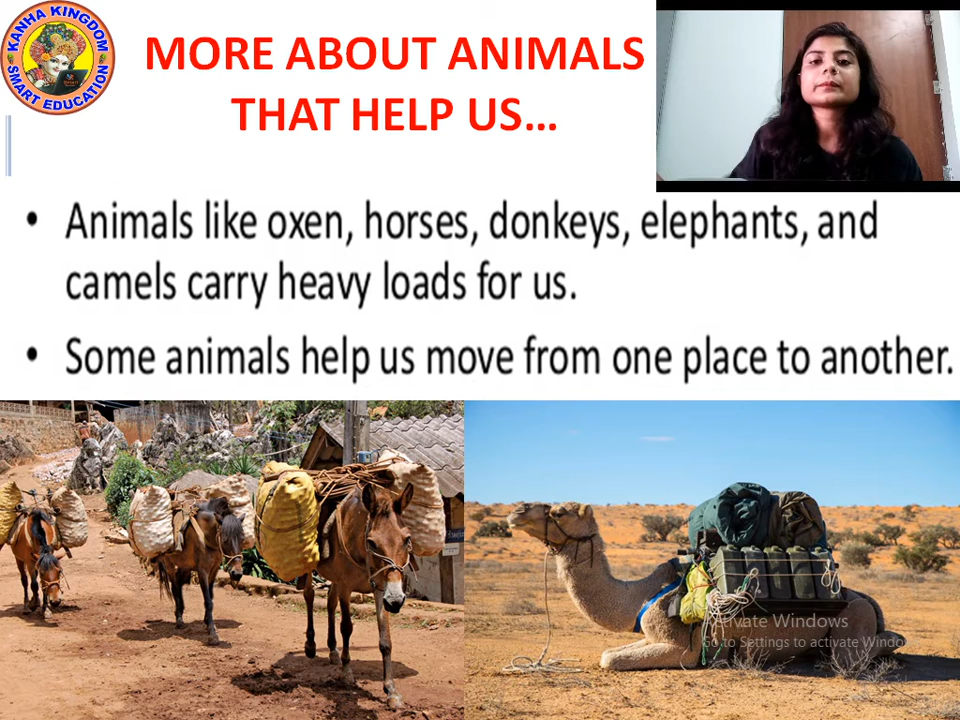 KANHA KINGDOM
SMART EDUCATION
MORE ABOUT ANIMALS
THAT HELP US...
• Animals like oxen, horses, donkeys, elephants, and
camels carry heavy loads for us.
• Some animals help us move from one place to another.
Activate Windows
Go to Settings to activate Windo